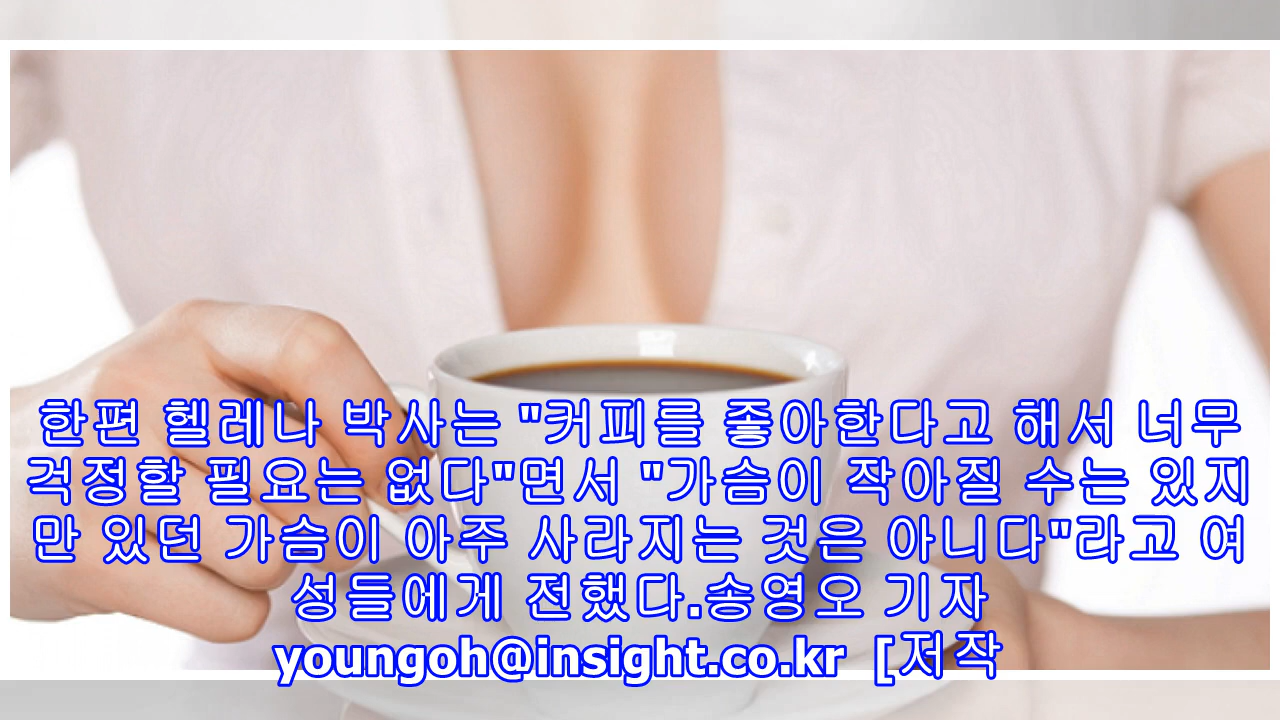 한편 헬레나 박사는 "커피를 좋아한다고 해서 너무
걱정할 필요는 없다"면서 "가슴이 작아질 수는 있지
만 있던 가슴이 아주 사라지는 것은 아니다"라고 여
성들에게 전했다.송영오 기자
youngoh@insight.co.kr [저작